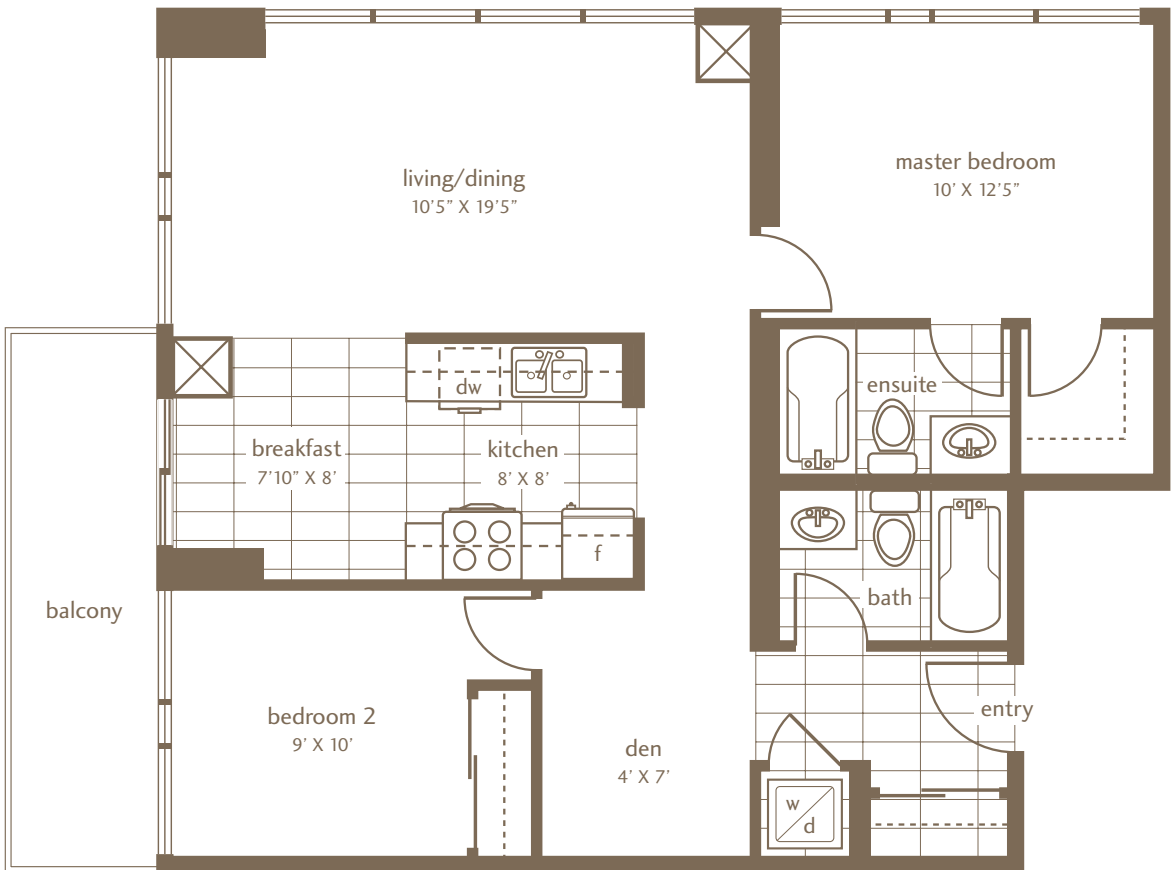 living/dining
10’5” X 19’5”
master bedroom
10’ X 12’5”
dw
ensuite
breakfast
7’10” X 8’
kitchen
8’ X 8’
f
balcony
bath
bedroom 2
9’ X 10’
den
4’ X 7’
entry
w
d